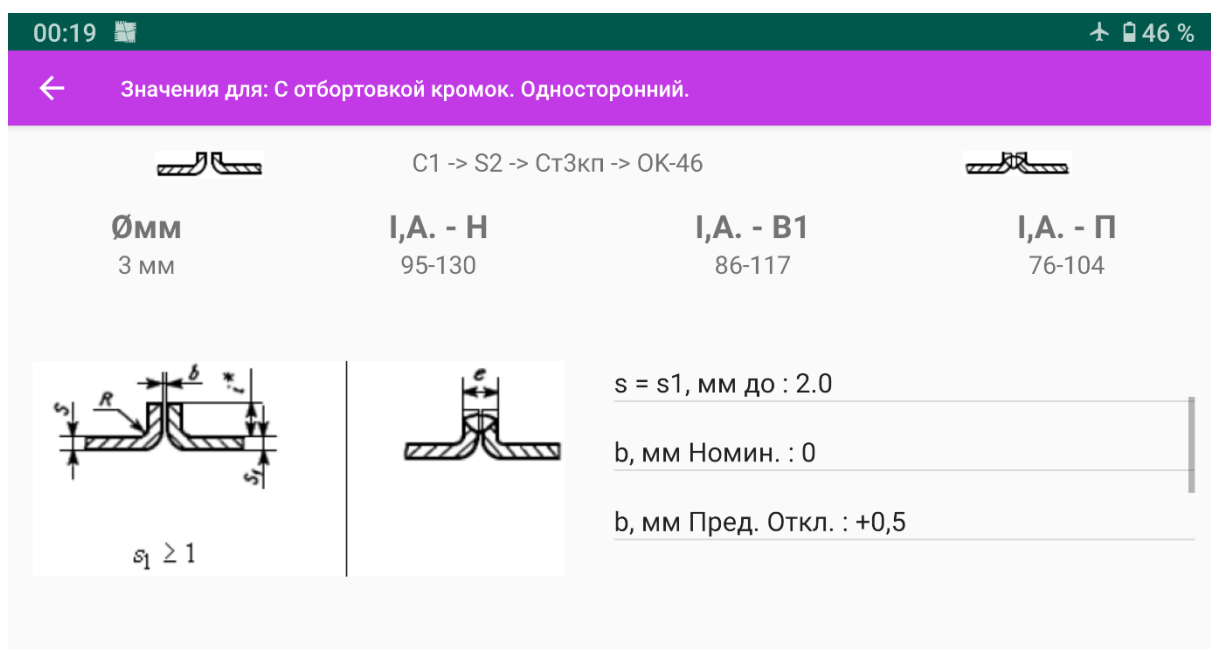 00:19 46 %
Значения для: С отбортовкой кромок. Односторонний.
С1 -> S2 -> Ст3кп -> ОК-46
Øмм I,А. - Н I,А. - В1 I,А. - П
3 мм 95-130 86-117 76-104
b
R
s
i*
s1
s1 ≥ 1
e
s = s1, мм до : 2.0
b, мм Номин. : 0
b, мм Пред. Откл. : +0,5